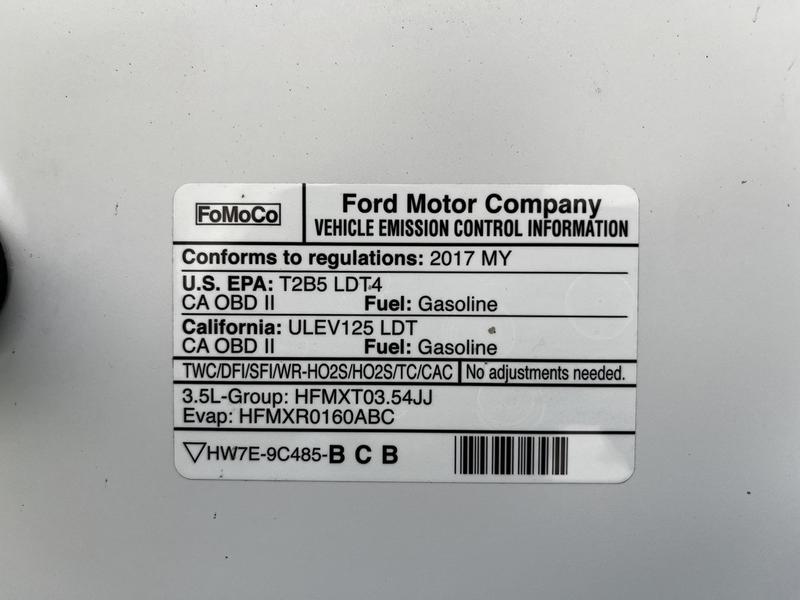 FoMoCo
Ford Motor Company
VEHICLE EMISSION CONTROL INFORMATION
Conforms to regulations: 2017 MY
U.S. EPA: T2B5 LDT4
CA OBD II Fuel: Gasoline
California: ULEV125 LDT
CA OBD II Fuel: Gasoline
TWC/DFI/SFI/WR-HO2S/HO2S/TC/CAC No adjustments needed.
3.5L-Group: HFMXT03.54JJ
Evap: HFMXR0160ABC
▽HW7E-9C485-B C B